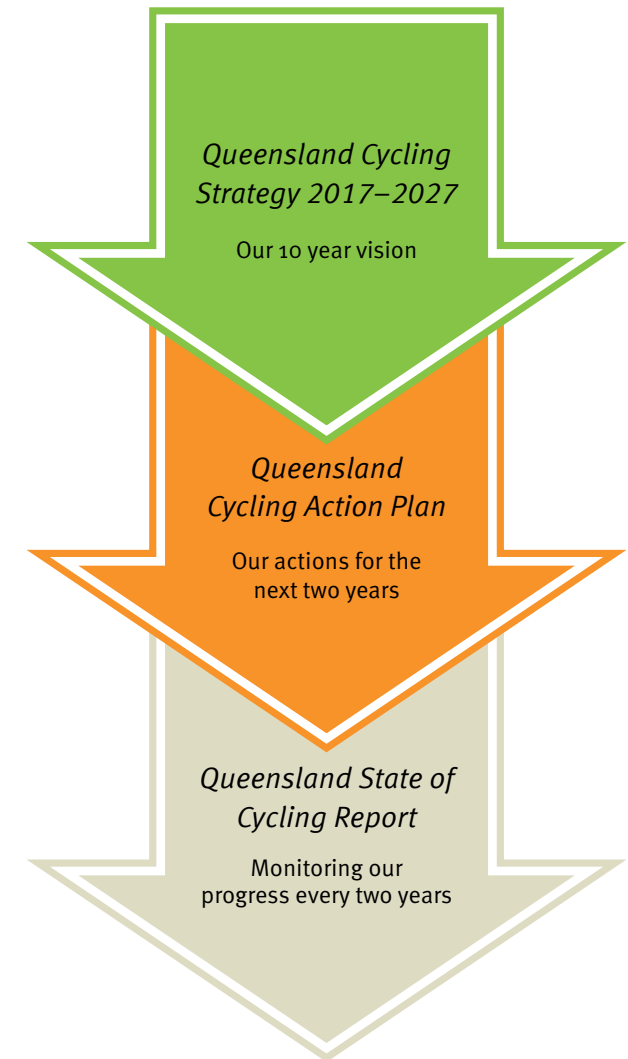 Queensland Cycling
Strategy 2017–2027
Our 10 year vision
Queensland
Cycling Action Plan
Our actions for the
next two years
Queensland State of
Cycling Report
Monitoring our
progress every two years